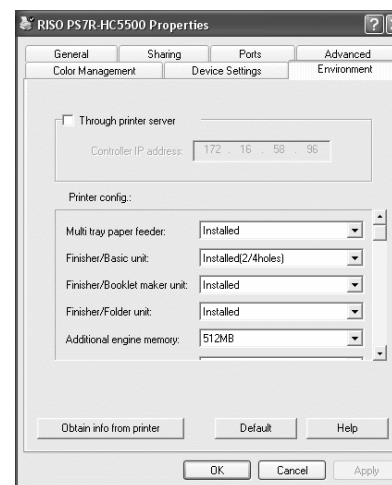 RISO PS7R-HC5500 Properties
General Sharing Ports Advanced
Color Management Device Settings Environment
Through printer server
Controller IP address: 172 . 16 . 58 . 96
Printer config.:
Multi tray paper feeder: Installed
Finisher/Basic unit: Installed(2/4holes)
Finisher/Booklet maker unit: Installed
Finisher/Folder unit: Installed
Additional engine memory: 512MB
Obtain info from printer Default Help
OK Cancel Apply